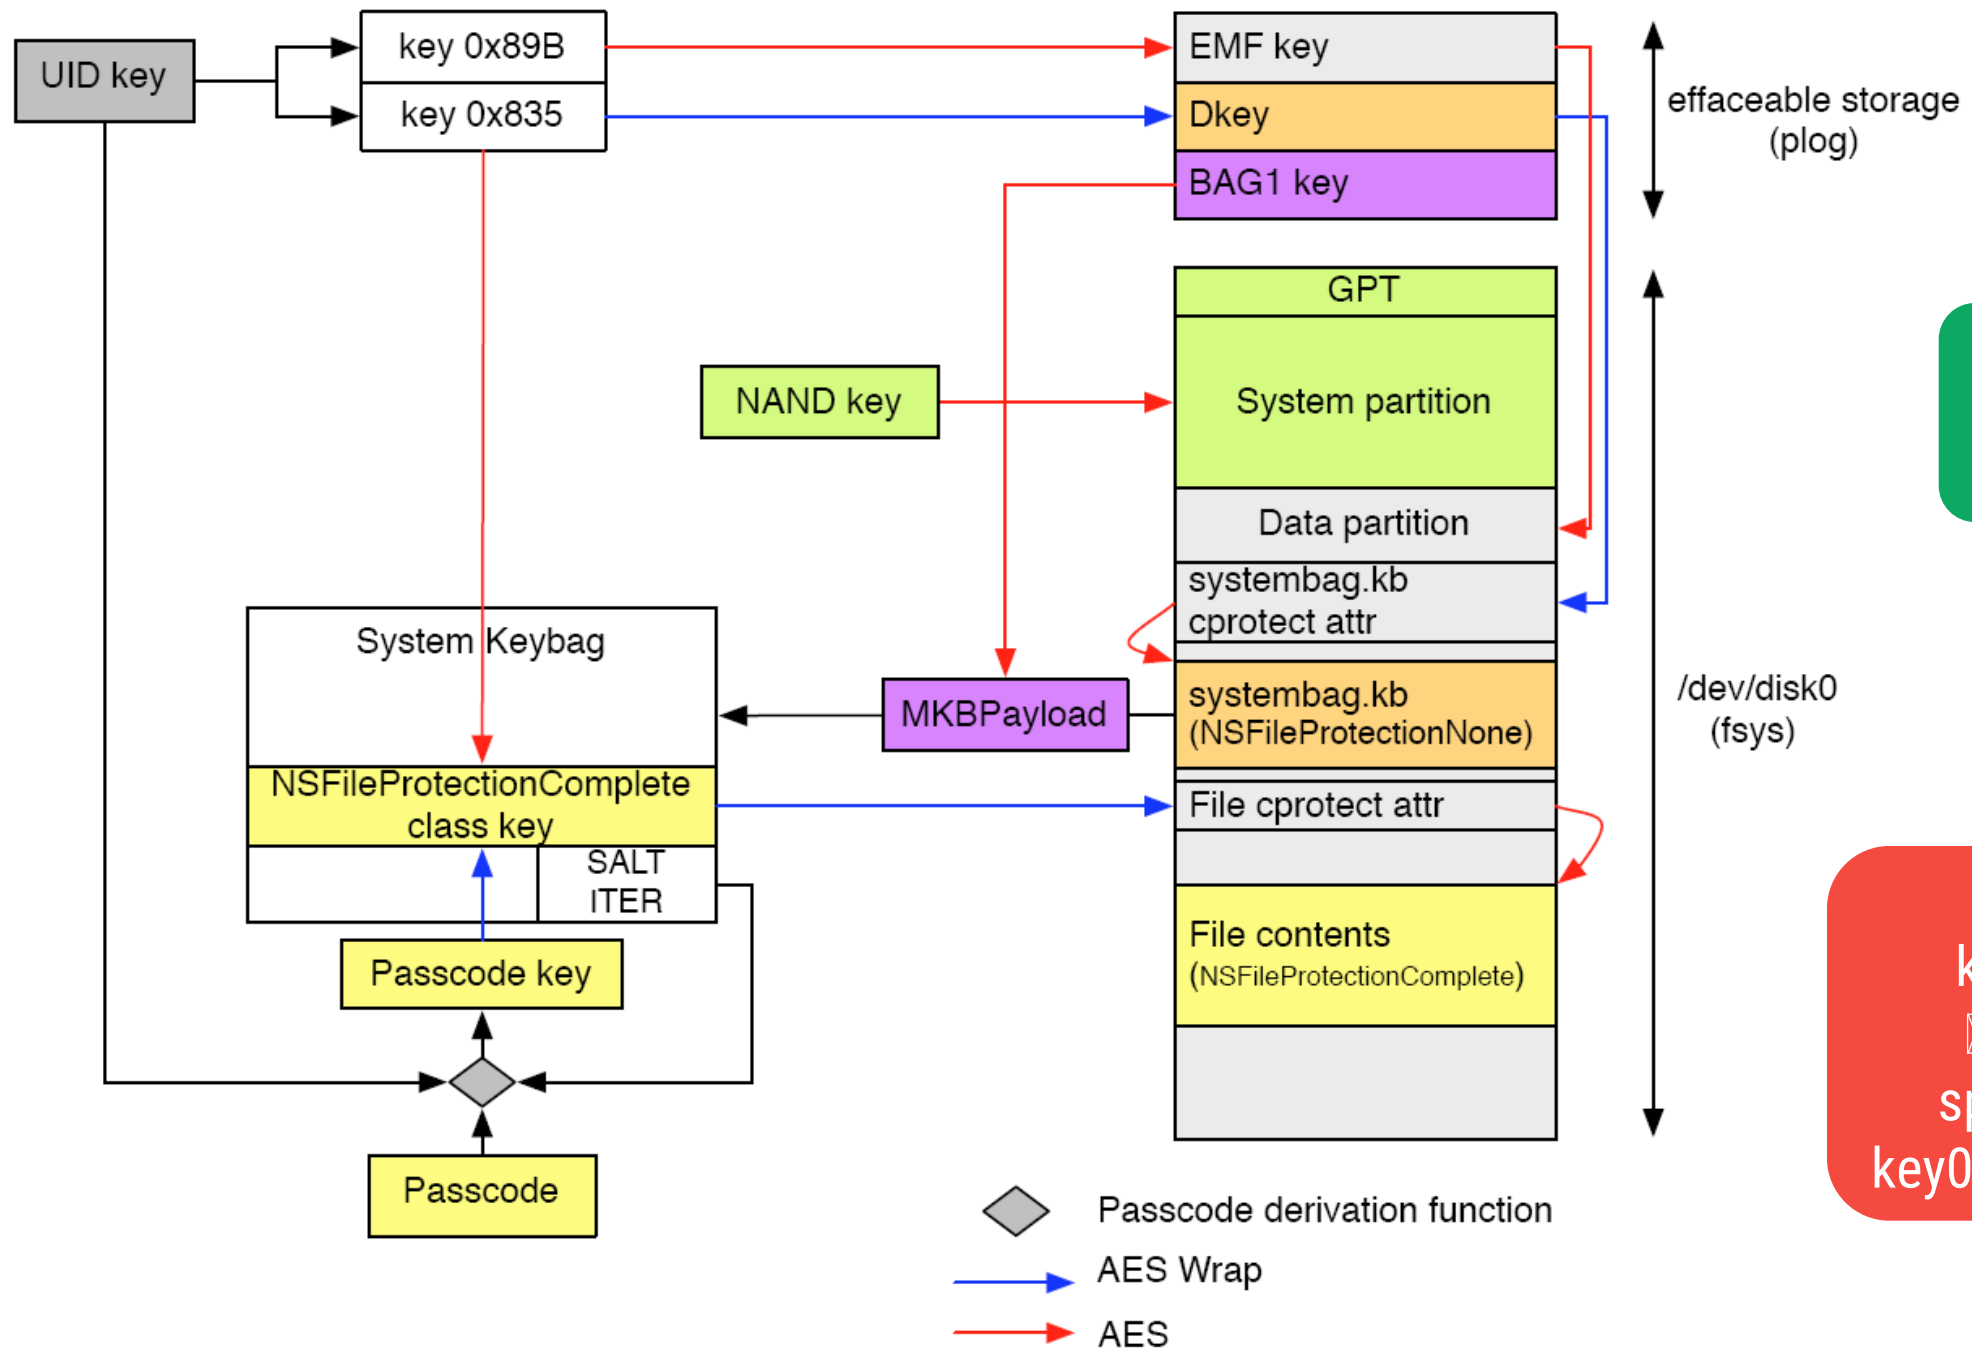 UID key
key 0x89B
key 0x835
EMF key
Dkey
BAG1 key
effaceable storage
(plog)
GPT
NAND key
System partition
Data partition
systembag.kb
cprotect attr
System Keybag
MKBPayload
systembag.kb
(NSFileProtectionNone)
/dev/disk0
(fsys)
NSFileProtectionComplete
class key
File cprotect attr
SALT
ITER
File contents
(NSFileProtectionComplete)
Passcode key
Passcode
Passcode derivation function
AES Wrap
AES